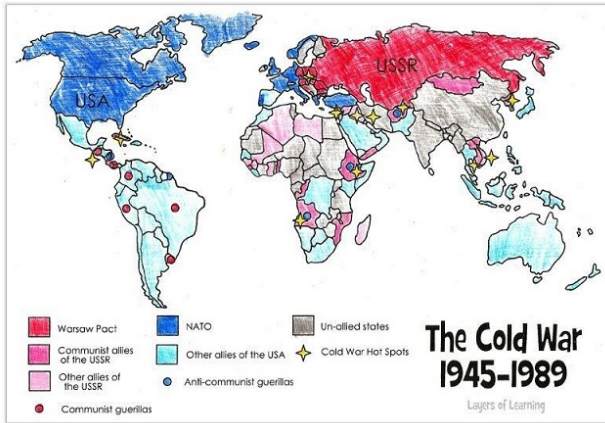 USA
USSR
Warsaw Pact
Communist allies
of the USSR
Other allies of
the USSR
Communist guerillas
NATO
Other allies of the USA
Anti-communist guerillas
Un-allied states
Cold War Hot Spots
The Cold War
1945-1989
Layers of Learning